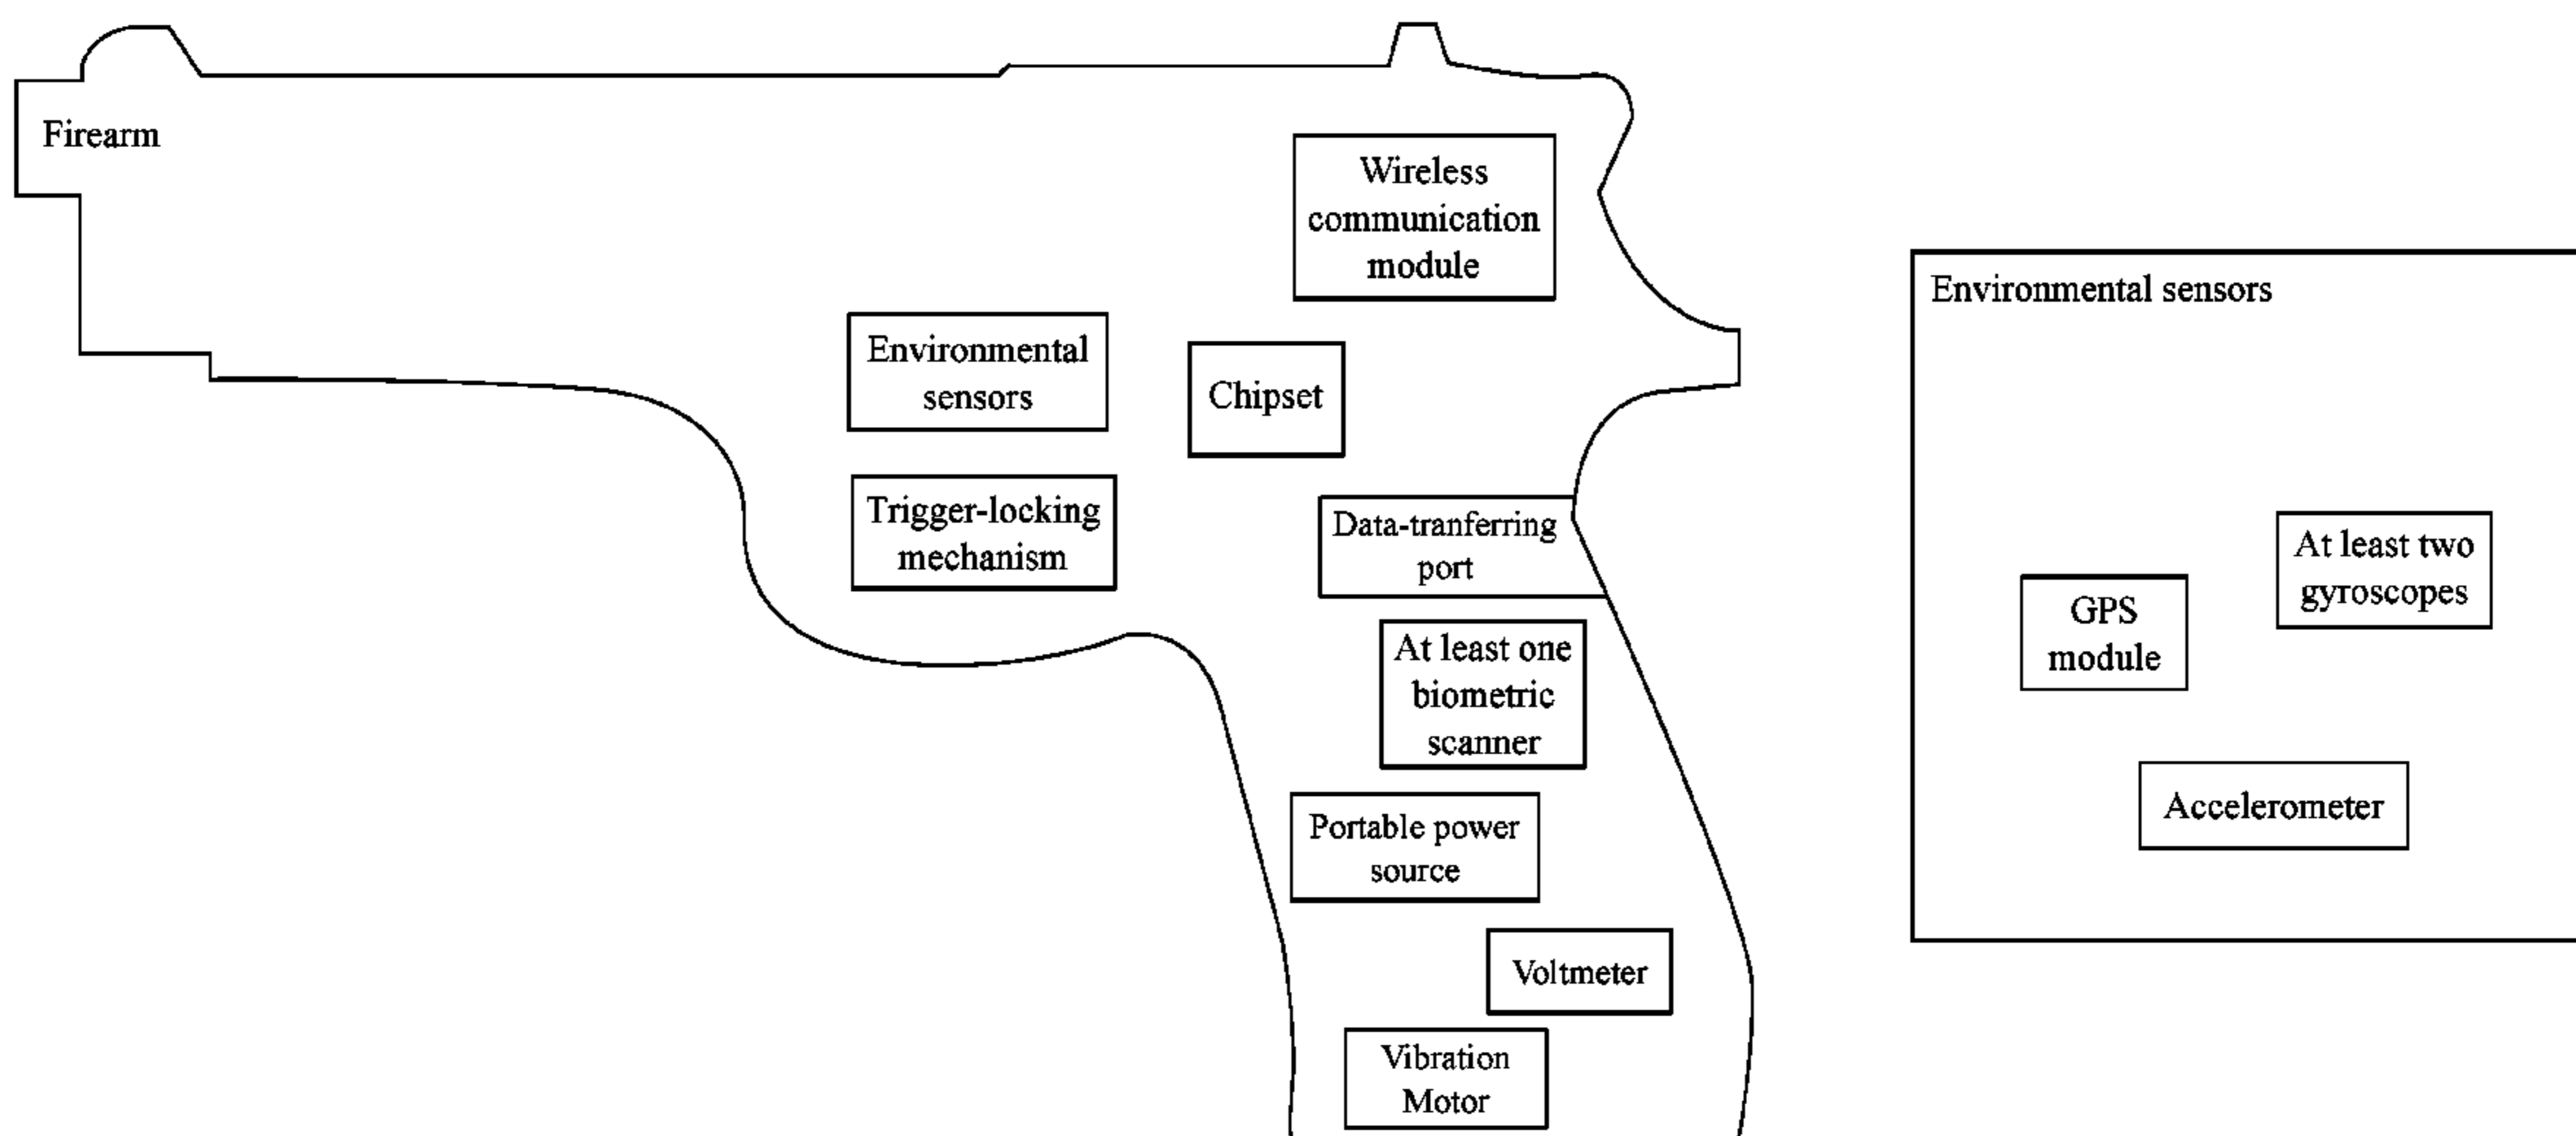 Firearm
Wireless
communication
module
Environmental
sensors
Chipset
Trigger-locking
mechanism
Data-tranferring
port
At least one
biometric
scanner
Portable power
source
Voltmeter
Vibration
Motor
Environmental sensors
At least two
gyroscopes
GPS
module
Accelerometer